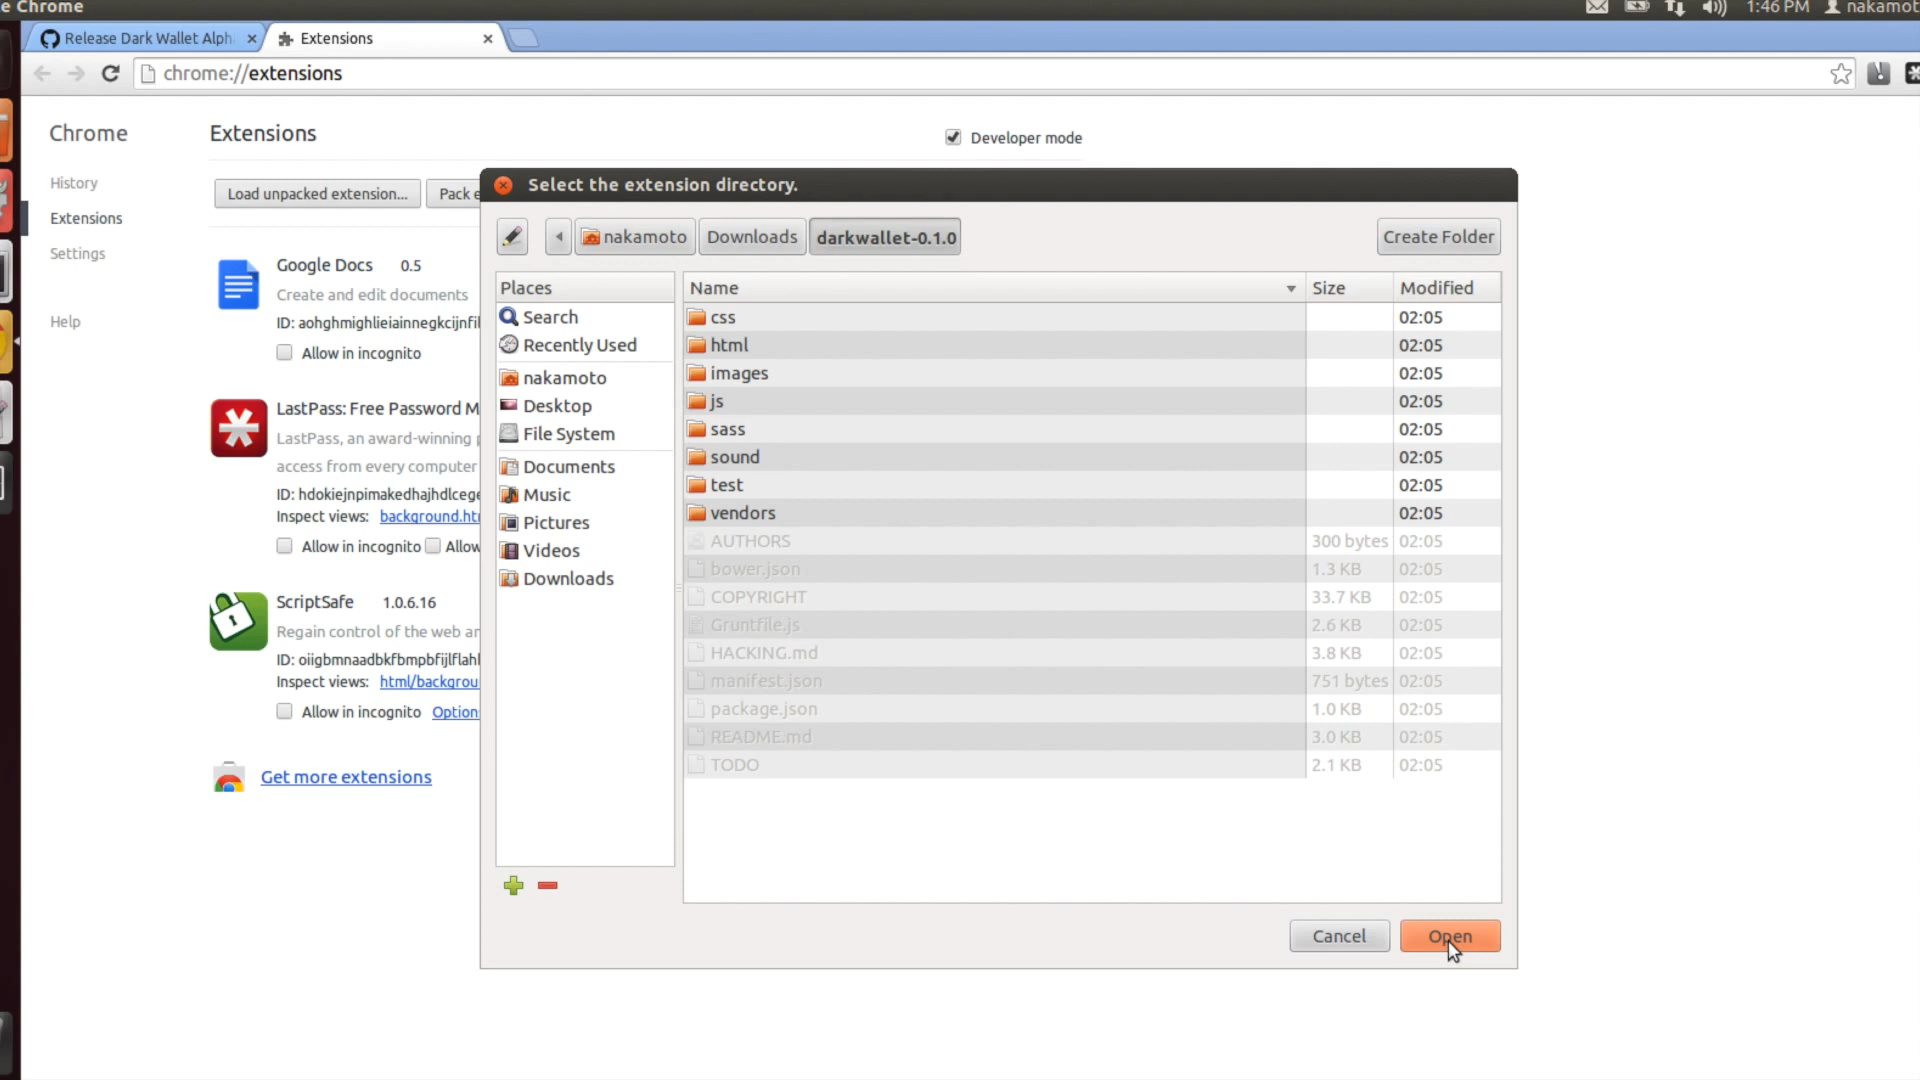 e Chrome
1:46 PM
nakamot
Release Dark Wallet Alph
Extensions
chrome://extensions
Chrome
Extensions
Developer mode
History
Extensions
Settings
Help
Load unpacked extension...
Pack e
Google Docs 0.5
Create and edit documents
ID: aohghmighlieiainnegkcijnfil
Allow in incognito
LastPass: Free Password M
LastPass, an award-winning
access from every computer
ID: hdokiejnpimakedhajhdlcege
Inspect views: background.ht
Allow in incognito Allow
ScriptSafe 1.0.6.16
Regain control of the web an
ID: oiigbmnaadbkfbmpbfijlflahl
Inspect views: html/backgrou
Allow in incognito Option
Get more extensions
Select the extension directory.
nakamoto
Downloads
darkwallet-0.1.0
Create Folder
Places
Search
Recently Used
nakamoto
Desktop
File System
Documents
Music
Pictures
Videos
Downloads
Name Size Modified
css 02:05
html 02:05
images 02:05
js 02:05
sass 02:05
sound 02:05
test 02:05
vendors 02:05
AUTHORS 300 bytes 02:05
bower.json 1.3 KB 02:05
COPYRIGHT 33.7 KB 02:05
Gruntfile.js 2.6 KB 02:05
HACKING.md 3.8 KB 02:05
manifest.json 751 bytes 02:05
package.json 1.0 KB 02:05
README.md 3.0 KB 02:05
TODO 2.1 KB 02:05
Cancel
Open